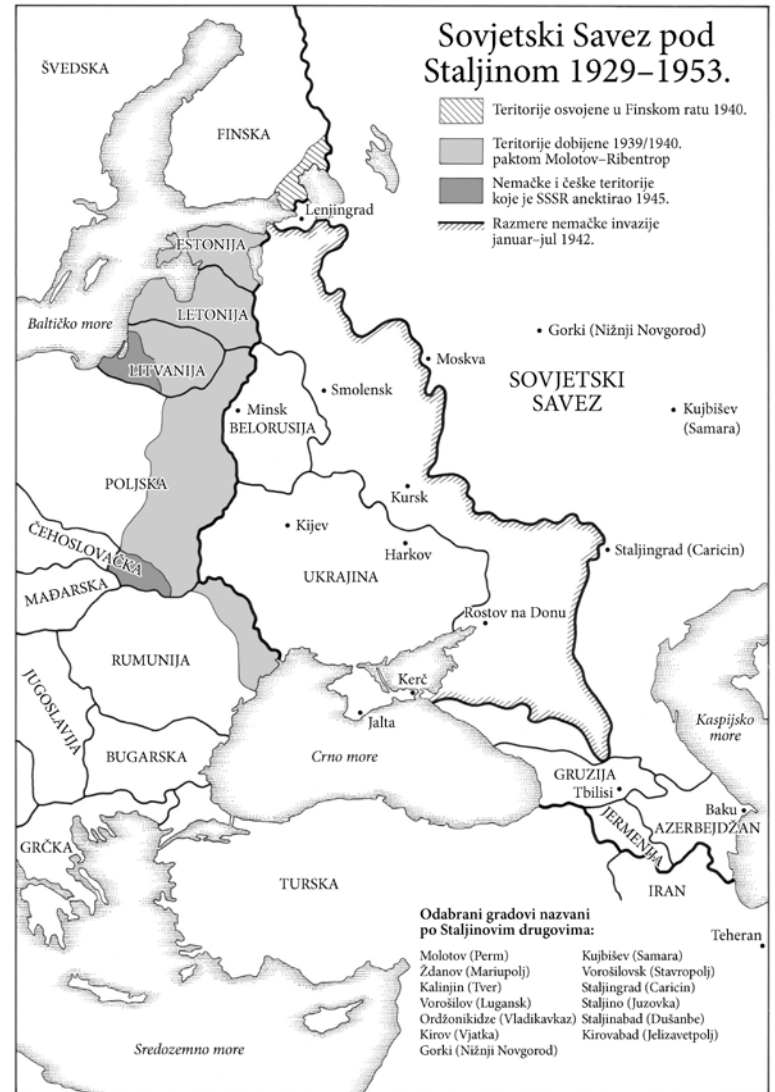 Sovjetski Savez pod
Staljinom 1929–1953.
Teritorije osvojene u Finskom ratu 1940.
Teritorije dobijene 1939/1940.
paktom Molotov–Ribentrop
Nemačke i češke teritorije
koje je SSSR anektirao 1945.
Razmere nemačke invazije
januar–jul 1942.
ŠVEDSKA
FINSKA
Lenjingrad
ESTONIJA
LETONIJA
Baltičko more
LITVANIJA
Gorki (Nižnji Novgorod)
Moskva
SOVJETSKI
SAVEZ
Smolensk
Minsk
BELORUSIJA
Kujbišev
(Samara)
POLJSKA
Kursk
Kijev
Harkov
ČEHOSLOVAČKA
Staljingrad (Caricin)
UKRAJINA
MAĐARSKA
Rostov na Donu
RUMUNIJA
Kerč
JUGOSLAVIJA
Jalta
Kaspijsko
more
BUGARSKA
Crno more
GRUZIJA
Tbilisi
Baku
AZERBEJDŽAN
JERMENIJA
GRČKA
TURSKA
IRAN
Teheran
Sredozemno more
Odabrani gradovi nazvani
po Staljinovim drugovima:
Molotov (Perm)
Ždanov (Mariupolj)
Kalinjin (Tver)
Vorošilov (Lugansk)
Ordžonikidze (Vladikavkaz)
Kirov (Vjatka)
Gorki (Nižnji Novgorod)
Kujbišev (Samara)
Vorošilovsk (Stavropolj)
Staljingrad (Caricin)
Staljino (Juzovka)
Staljinabad (Dušanbe)
Kirovabad (Jelizavetpolj)